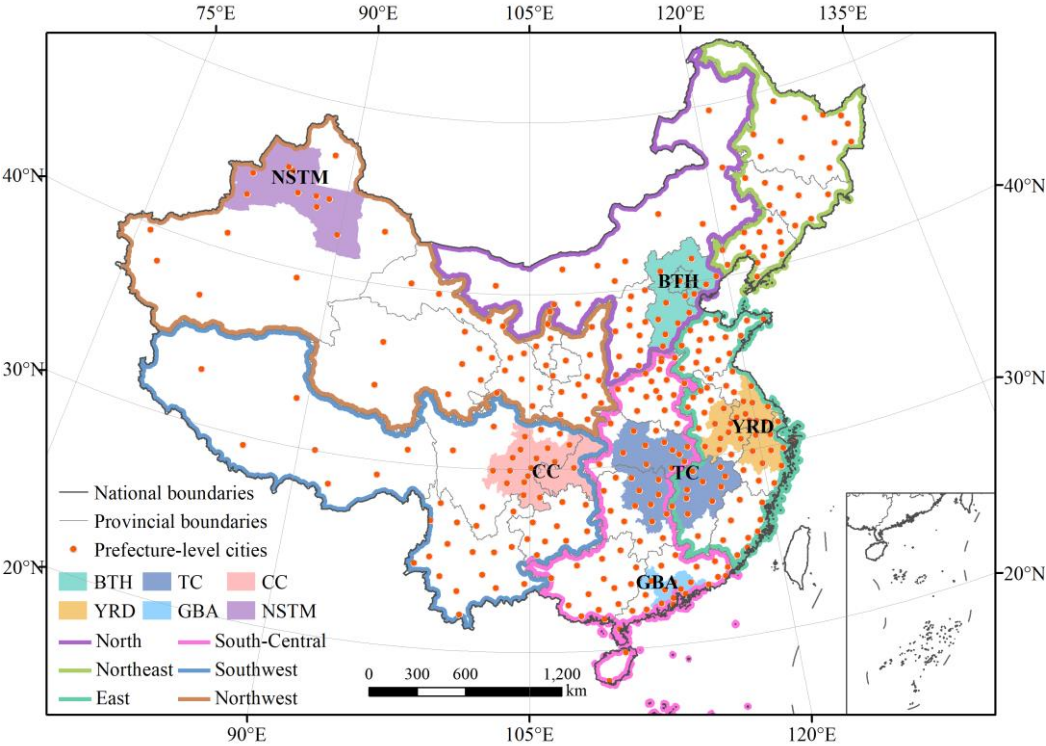 75°E 90°E 105°E 120°E 135°E
NSTM
40°N 40°N
BTH
30°N 30°N
YRD
CC TC
National boundaries
Provincial boundaries
Prefecture-level cities
20°N 20°N
GBA
BTH TC CC
YRD GBA NSTM
North South-Central
Northeast Southwest
East Northwest
0 300 600 1,200
km
90°E 105°E 120°E